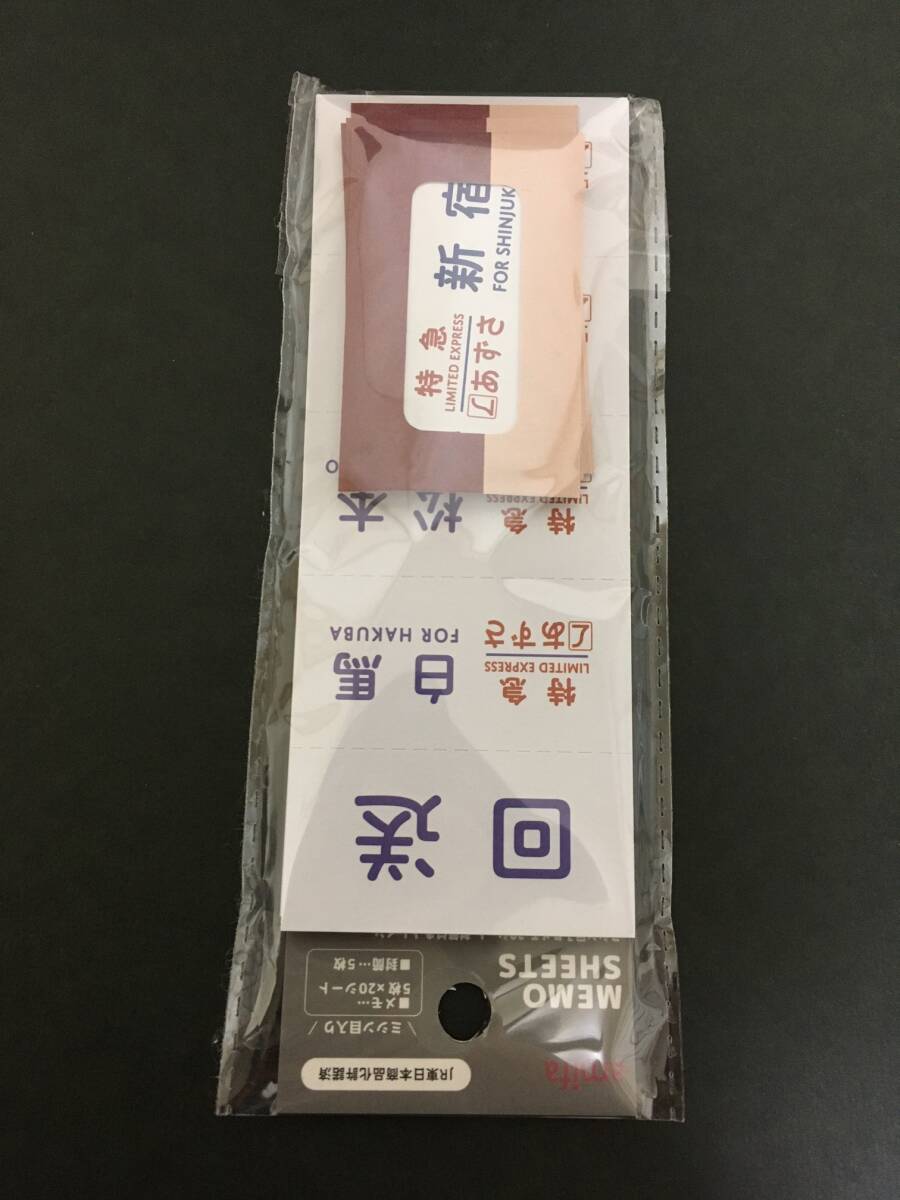 特急
LIMITED EXPRESS
あずさ
新宿
FOR SHINJUK
特急
LIMITED EXPRESS
松本
特急
LIMITED EXPRESS
あずさ
白馬
FOR HAKUBA
回送
amifa
JR東日本商品化許諾済
MEMO
SHEETS
\ミシン目入り/
■メモ…
5枚×20シート
■封筒…5枚